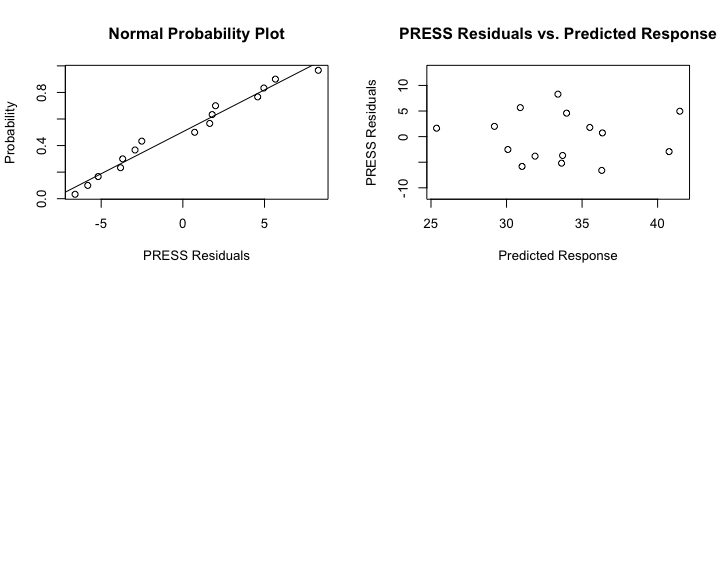 Normal Probability Plot
Probability
0.0 0.4 0.8
-5 0 5
PRESS Residuals
PRESS Residuals vs. Predicted Response
PRESS Residuals
-10 0 5 10
25 30 35 40
Predicted Response